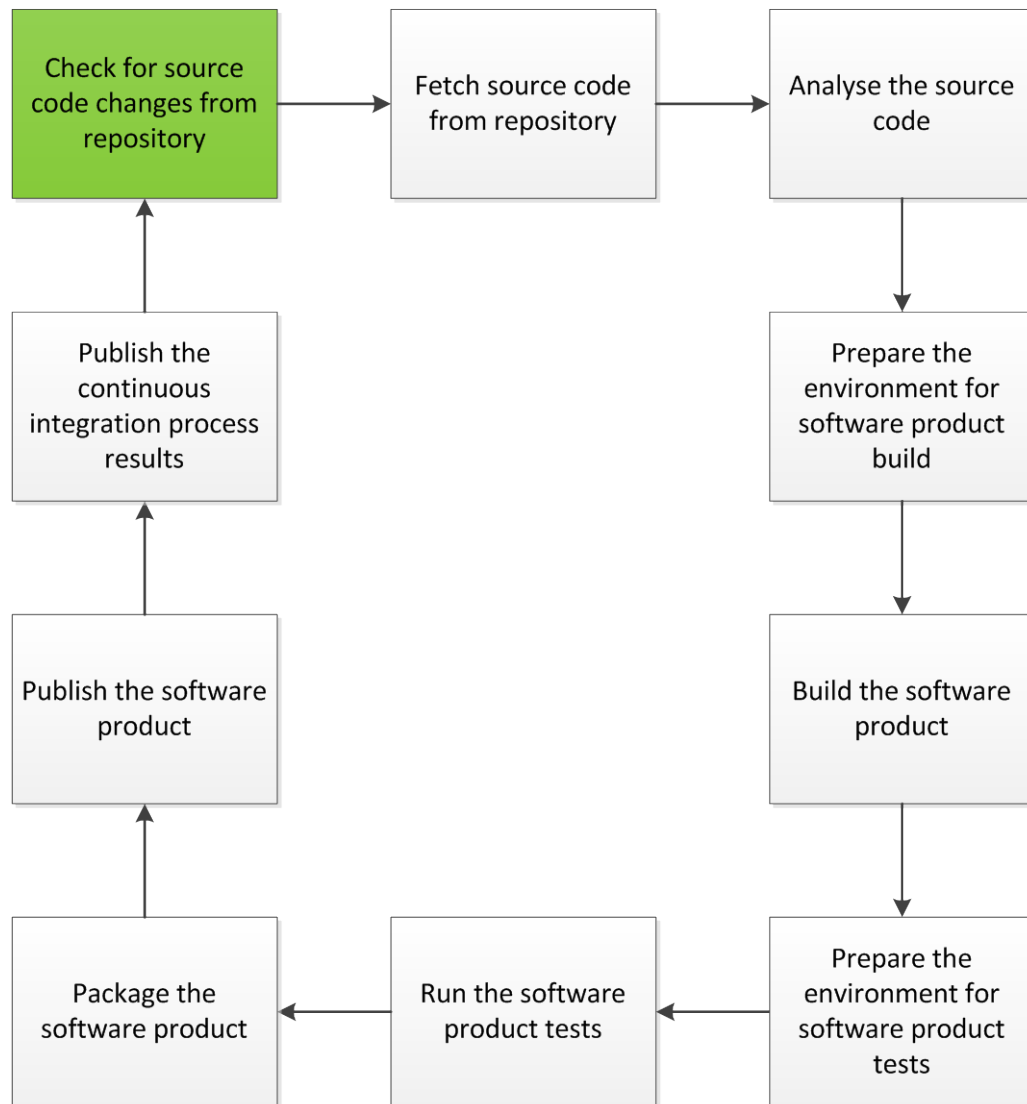 Check for source
code changes from
repository
Fetch source code
from repository
Analyse the source
code
Prepare the
environment for
software product
build
Build the software
product
Prepare the
environment for
software product
tests
Run the software
product tests
Package the
software product
Publish the software
product
Publish the
continuous
integration process
results